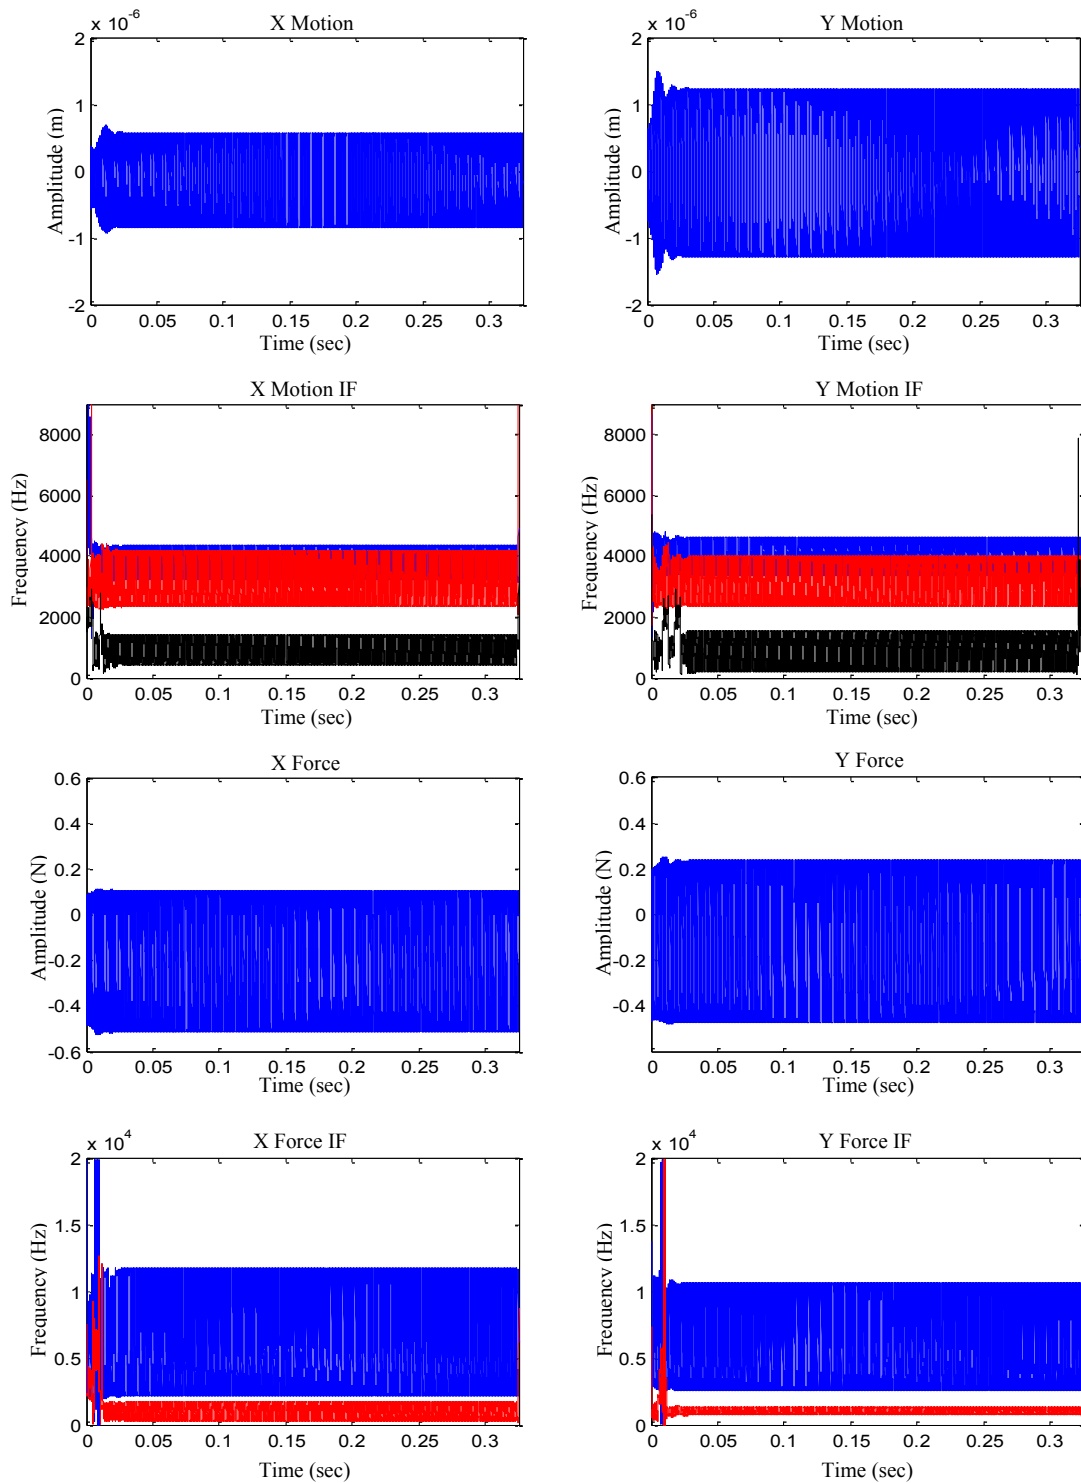 x 10^-6
X Motion
2
1
0
-1
-2
Amplitude (m)
0 0.05 0.1 0.15 0.2 0.25 0.3
Time (sec)
x 10^-6
Y Motion
2
1
0
-1
-2
Amplitude (m)
0 0.05 0.1 0.15 0.2 0.25 0.3
Time (sec)
X Motion IF
8000
6000
4000
2000
0
Frequency (Hz)
0 0.05 0.1 0.15 0.2 0.25 0.3
Time (sec)
Y Motion IF
8000
6000
4000
2000
0
Frequency (Hz)
0 0.05 0.1 0.15 0.2 0.25 0.3
Time (sec)
X Force
0.6
0.4
0.2
0
-0.2
-0.4
-0.6
Amplitude (N)
0 0.05 0.1 0.15 0.2 0.25 0.3
Time (sec)
Y Force
0.6
0.4
0.2
0
-0.2
-0.4
Amplitude (N)
0 0.05 0.1 0.15 0.2 0.25 0.3
Time (sec)
x 10^4
X Force IF
2
1.5
1
0.5
0
Frequency (Hz)
0 0.05 0.1 0.15 0.2 0.25 0.3
Time (sec)
x 10^4
Y Force IF
2
1.5
1
0.5
0
Frequency (Hz)
0 0.05 0.1 0.15 0.2 0.25 0.3
Time (sec)